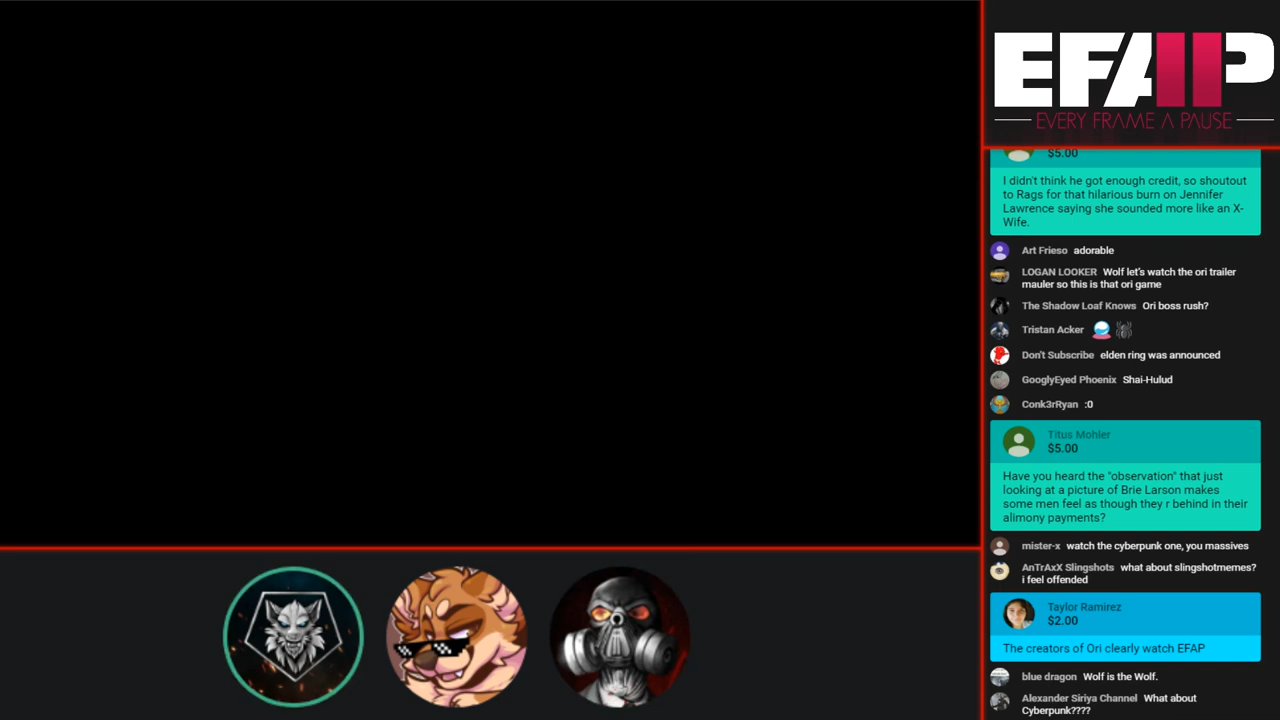 EFAP
EVERY FRAME A PAUSE
$5.00
I didn't think he got enough credit, so shoutout
to Rags for that hilarious burn on Jennifer
Lawrence saying she sounded more like an X-
Wife.
Art Frieso adorable
LOGAN LOOKER Wolf let's watch the ori trailer
mauler so this is that ori game
The Shadow Loaf Knows Ori boss rush?
Tristan Acker 🔮 🕷
Don't Subscribe elden ring was announced
GooglyEyed Phoenix Shai-Hulud
Conk3rRyan :0
Titus Mohler
$5.00
Have you heard the "observation" that just
looking at a picture of Brie Larson makes
some men feel as though they r behind in their
alimony payments?
mister-x watch the cyberpunk one, you massives
AnTrAxX Slingshots what about slingshotmemes?
i feel offended
Taylor Ramirez
$2.00
The creators of Ori clearly watch EFAP
blue dragon Wolf is the Wolf.
Alexander Siriya Channel What about
Cyberpunk????